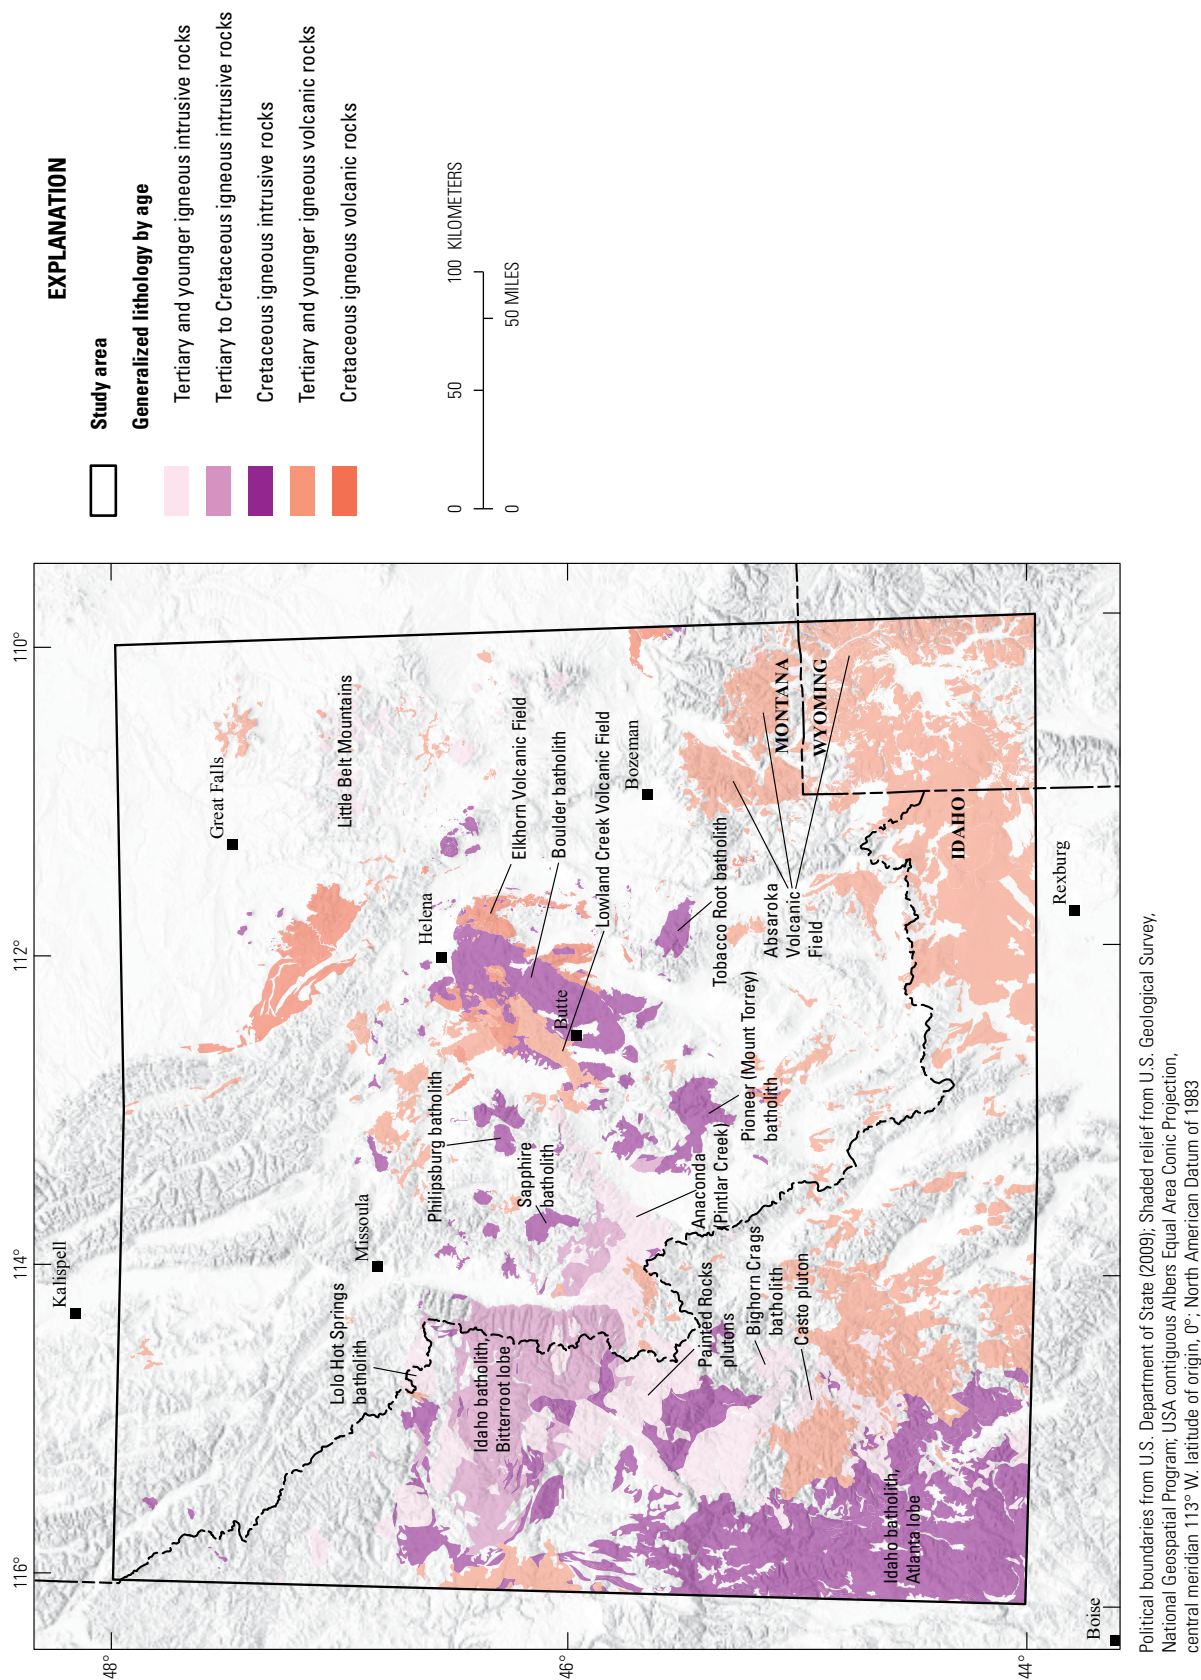 116°
114°
112°
110°
48°
46°
44°
Kalispell
Great Falls
Missoula
Helena
Little Belt Mountains
Lolo Hot Springs
batholith
Philipsburg batholith
Elkhorn Volcanic Field
Boulder batholith
Lowland Creek Volcanic Field
Idaho batholith,
Bitterroot lobe
Sapphire
batholith
Butte
Bozeman
Anaconda
(Pintlar Creek)
Painted Rocks
plutons
Pioneer (Mount Torrey)
batholith
Tobacco Root batholith
Bighorn Crags
batholith
Casto pluton
Absaroka
Volcanic
Field
MONTANA
WYOMING
IDAHO
Idaho batholith,
Atlanta lobe
Rexburg
Boise
EXPLANATION
Study area
Generalized lithology by age
Tertiary and younger igneous intrusive rocks
Tertiary to Cretaceous igneous intrusive rocks
Cretaceous igneous intrusive rocks
Tertiary and younger igneous volcanic rocks
Cretaceous igneous volcanic rocks
0 50 100 KILOMETERS
0 50 MILES
Political boundaries from U.S. Department of State (2009); Shaded relief from U.S. Geological Survey,
National Geospatial Program; USA contiguous Albers Equal Area Conic Projection,
central meridian 113° W. latitude of origin, 0°; North American Datum of 1983